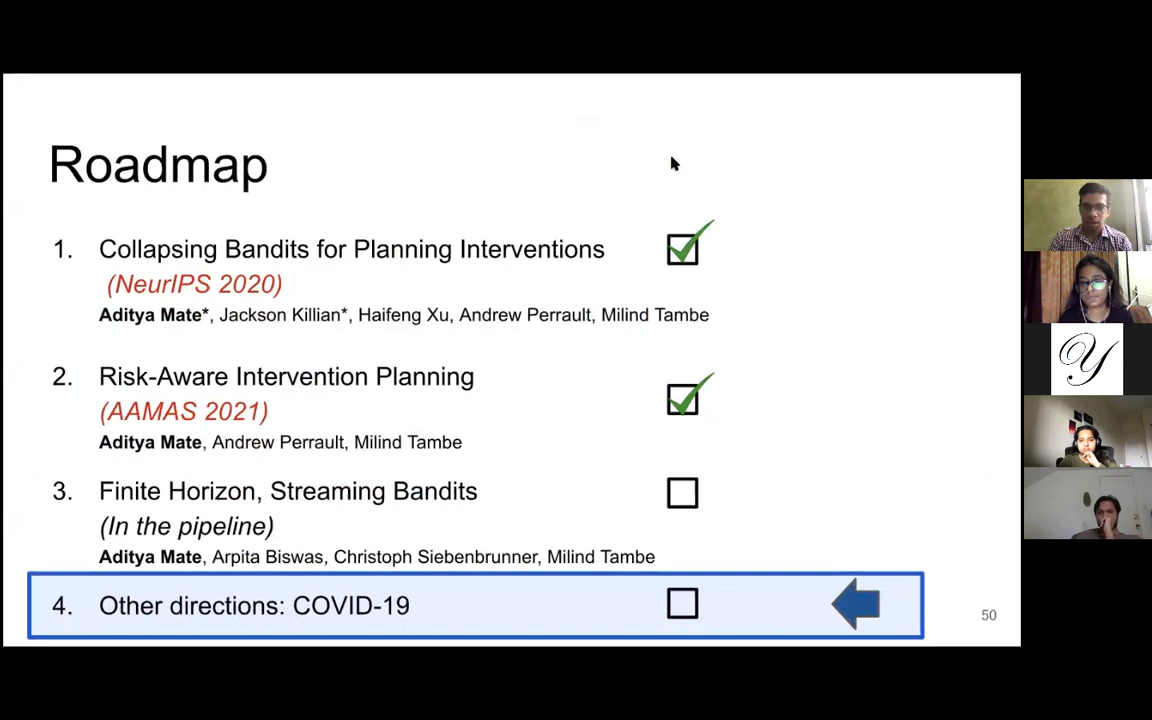 Roadmap
1. Collapsing Bandits for Planning Interventions
(NeurIPS 2020)
Aditya Mate*, Jackson Killian*, Haifeng Xu, Andrew Perrault, Milind Tambe
2. Risk-Aware Intervention Planning
(AAMAS 2021)
Aditya Mate, Andrew Perrault, Milind Tambe
3. Finite Horizon, Streaming Bandits
(In the pipeline)
Aditya Mate, Arpita Biswas, Christoph Siebenbrunner, Milind Tambe
4. Other directions: COVID-19
50
Y